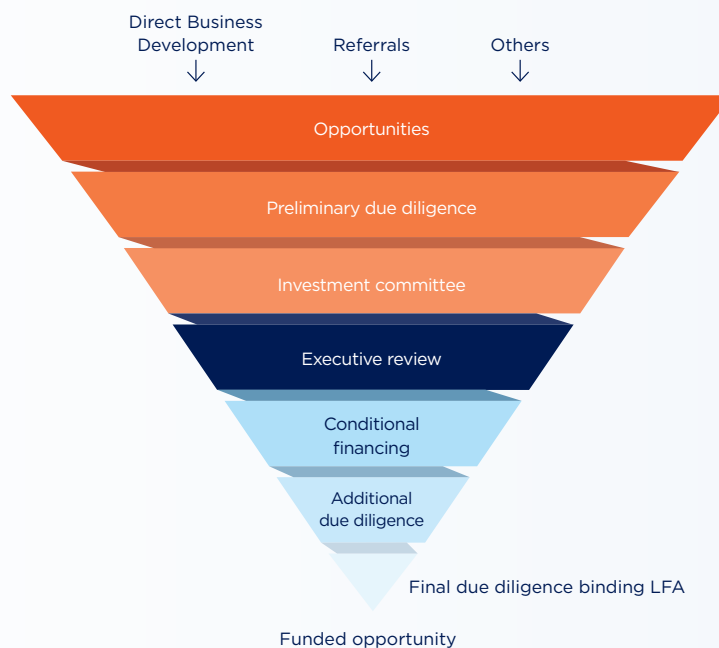 Direct Business
Development
Referrals
Others
Opportunities
Preliminary due diligence
Investment committee
Executive review
Conditional
financing
Additional
due diligence
Final due diligence binding LFA
Funded opportunity